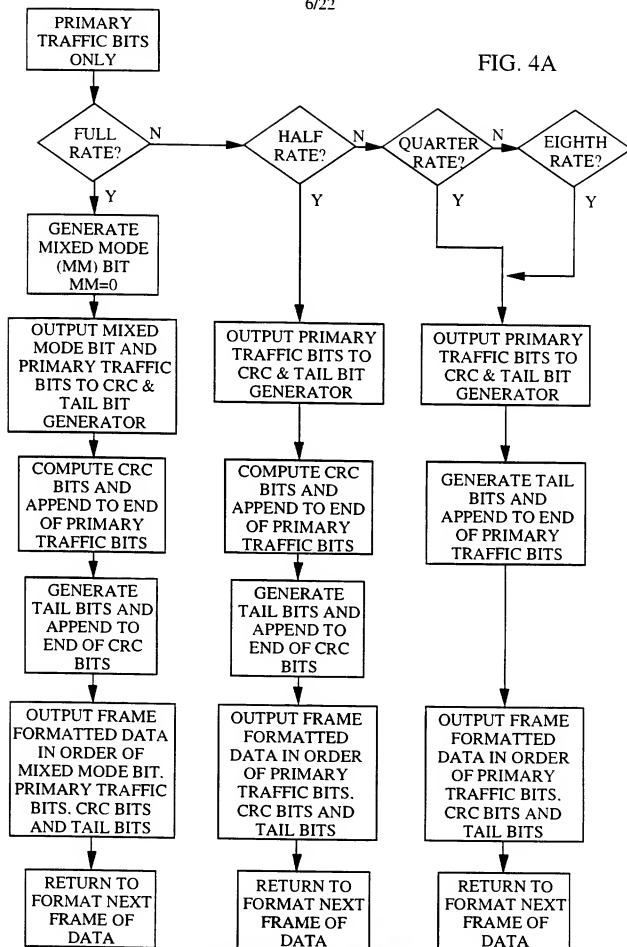 6/22
PRIMARY
TRAFFIC BITS
ONLY
FIG. 4A
FULL
RATE?
N
HALF
RATE?
N
QUARTER
RATE?
N
EIGHTH
RATE?
Y
Y
Y
Y
GENERATE
MIXED MODE
(MM) BIT
MM=0
OUTPUT MIXED
MODE BIT AND
PRIMARY TRAFFIC
BITS TO CRC &
TAIL BIT
GENERATOR
OUTPUT PRIMARY
TRAFFIC BITS TO
CRC & TAIL BIT
GENERATOR
OUTPUT PRIMARY
TRAFFIC BITS TO
CRC & TAIL BIT
GENERATOR
COMPUTE CRC
BITS AND
APPEND TO END
OF PRIMARY
TRAFFIC BITS
COMPUTE CRC
BITS AND
APPEND TO END
OF PRIMARY
TRAFFIC BITS
GENERATE TAIL
BITS AND
APPEND TO END
OF PRIMARY
TRAFFIC BITS
GENERATE
TAIL BITS AND
APPEND TO
END OF CRC
BITS
GENERATE
TAIL BITS AND
APPEND TO
END OF CRC
BITS
OUTPUT FRAME
FORMATTED DATA
IN ORDER OF
MIXED MODE BIT.
PRIMARY TRAFFIC
BITS. CRC BITS
AND TAIL BITS
OUTPUT FRAME
FORMATTED
DATA IN ORDER
OF PRIMARY
TRAFFIC BITS.
CRC BITS AND
TAIL BITS
OUTPUT FRAME
FORMATTED
DATA IN ORDER
OF PRIMARY
TRAFFIC BITS.
CRC BITS AND
TAIL BITS
RETURN TO
FORMAT NEXT
FRAME OF
DATA
RETURN TO
FORMAT NEXT
FRAME OF
DATA
RETURN TO
FORMAT NEXT
FRAME OF
DATA